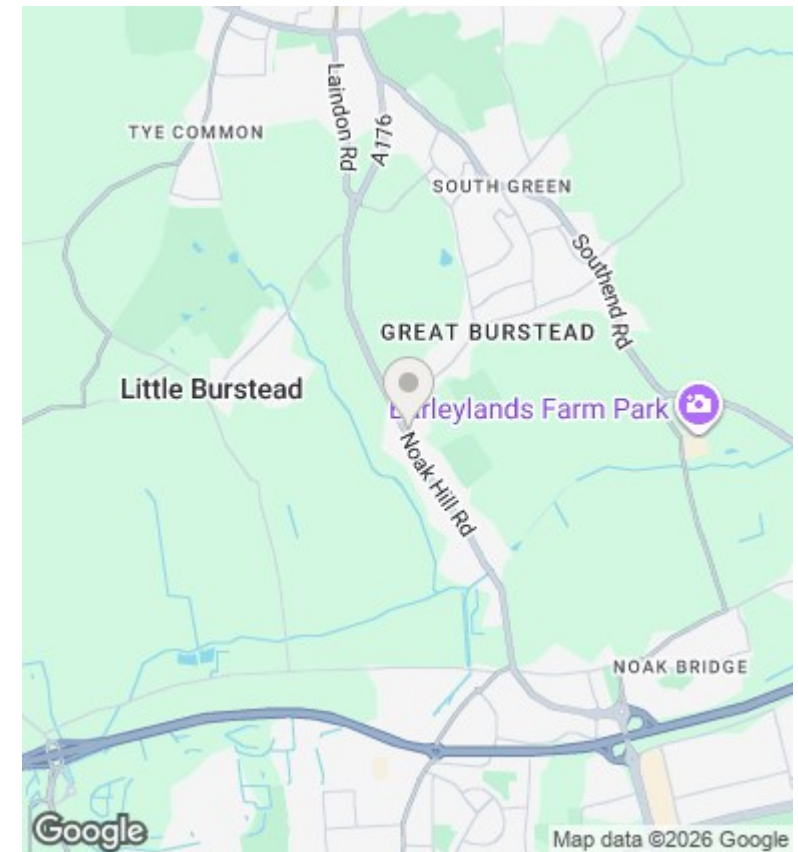 Laindon Rd
A176
TYE COMMON
SOUTH GREEN
Southend Rd
GREAT BURSTEAD
Little Burstead
Barleylands Farm Park
Noak Hill Rd
NOAK BRIDGE
Google
Map data ©2026 Google